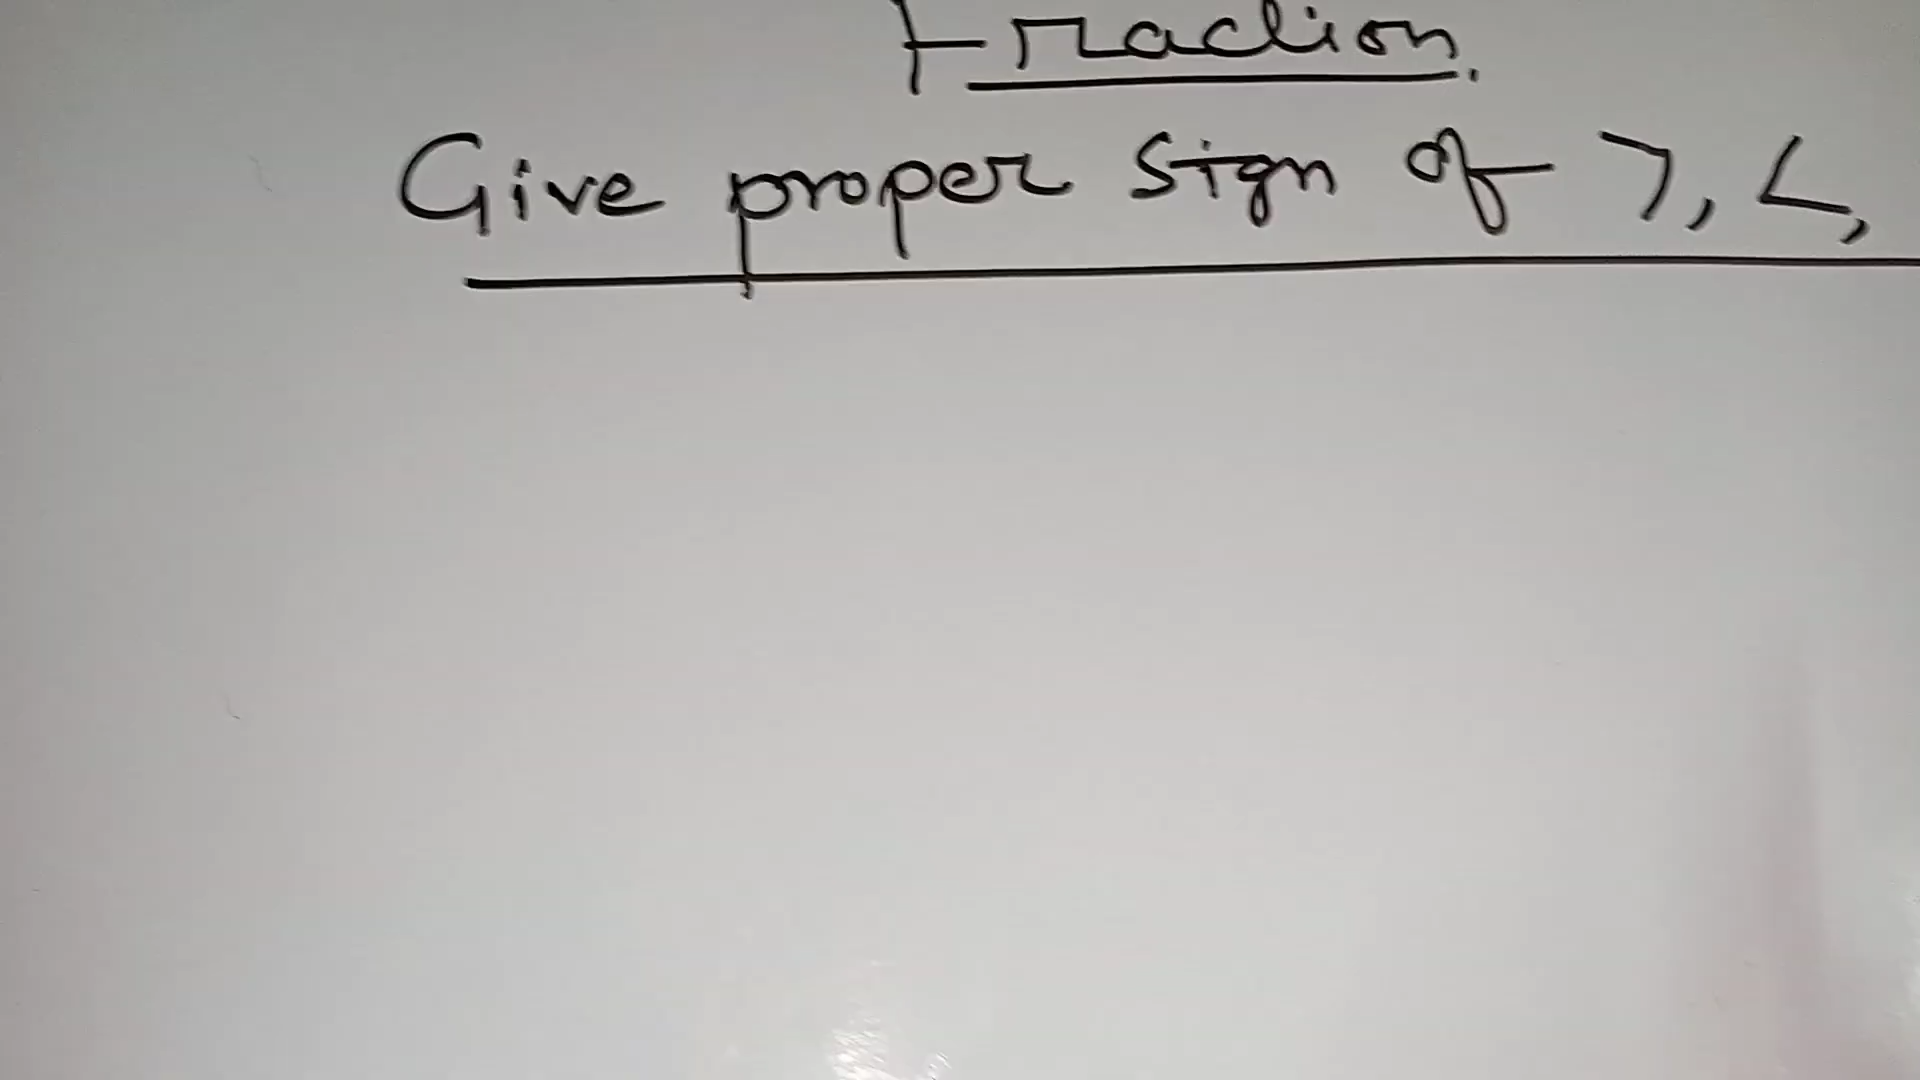 Fraction.
Give proper sign of >, <,